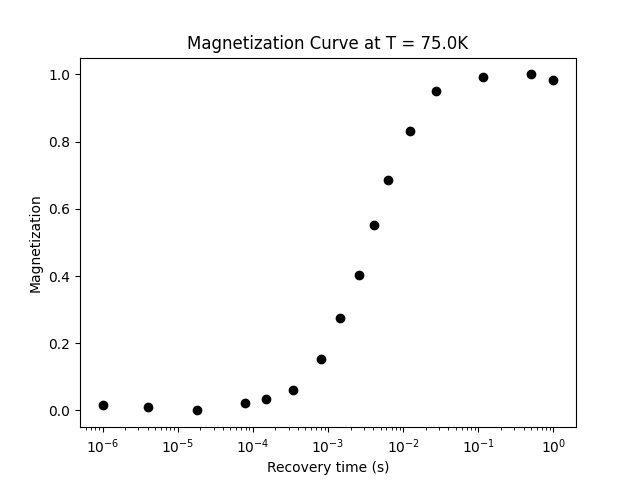 Magnetization Curve at T = 75.0K
1.0
0.8
0.6
0.4
0.2
0.0
Magnetization
10⁻⁶ 10⁻⁵ 10⁻⁴ 10⁻³ 10⁻² 10⁻¹ 10⁰
Recovery time (s)